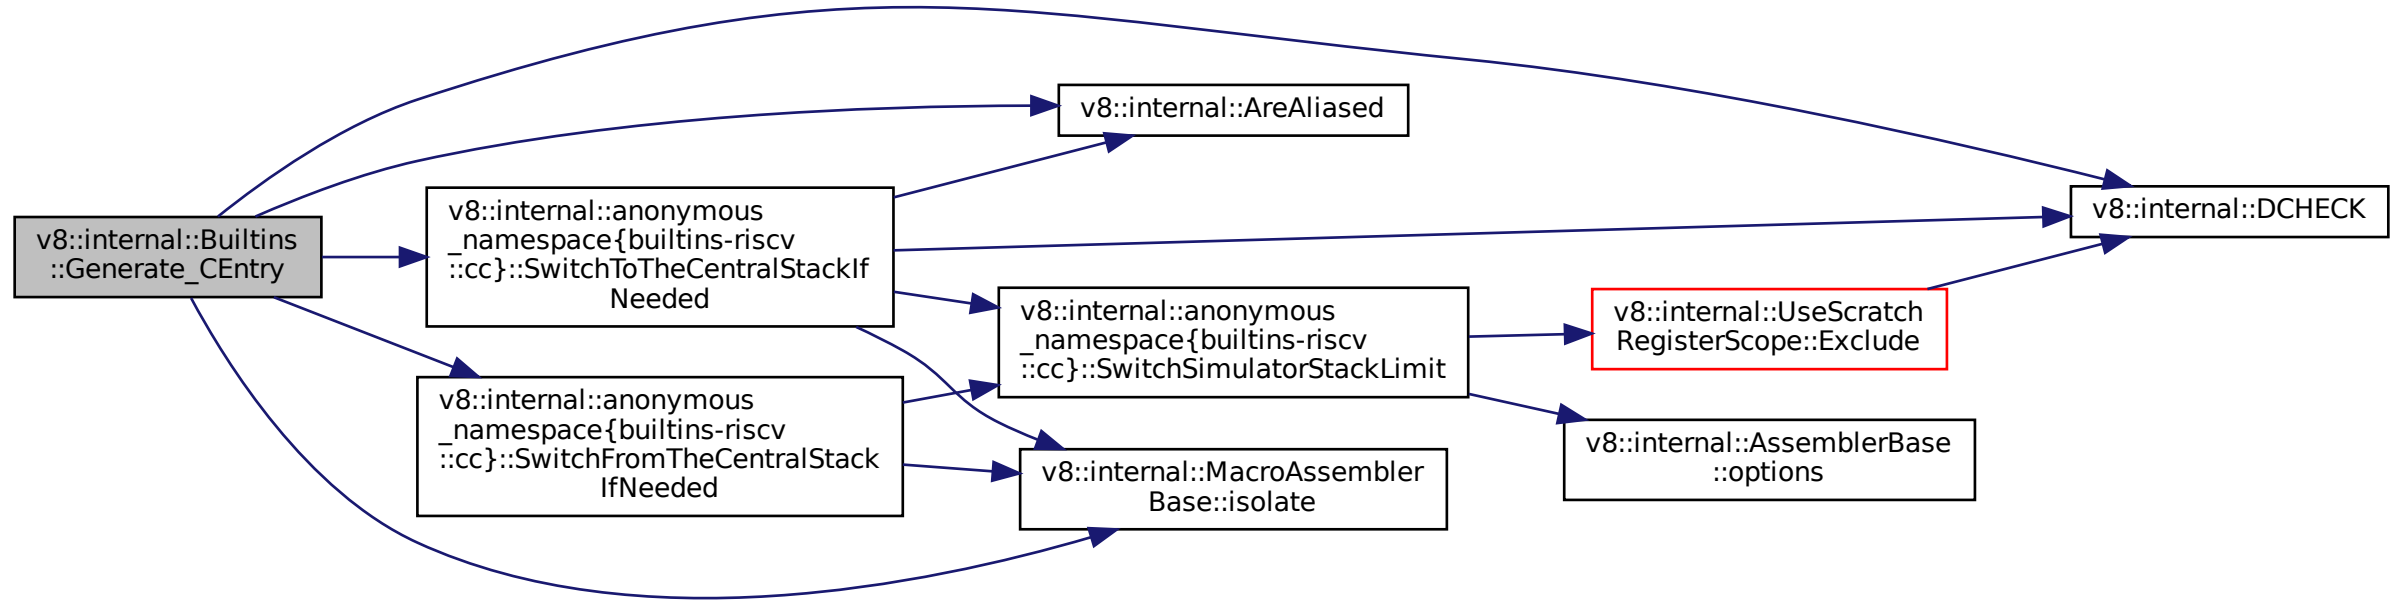 v8::internal::Builtins
::Generate_CEntry
v8::internal::anonymous
_namespace{builtins-riscv
::cc}::SwitchToTheCentralStackIf
Needed
v8::internal::anonymous
_namespace{builtins-riscv
::cc}::SwitchFromTheCentralStack
IfNeeded
v8::internal::AreAliased
v8::internal::anonymous
_namespace{builtins-riscv
::cc}::SwitchSimulatorStackLimit
v8::internal::MacroAssembler
Base::isolate
v8::internal::UseScratch
RegisterScope::Exclude
v8::internal::AssemblerBase
::options
v8::internal::DCHECK